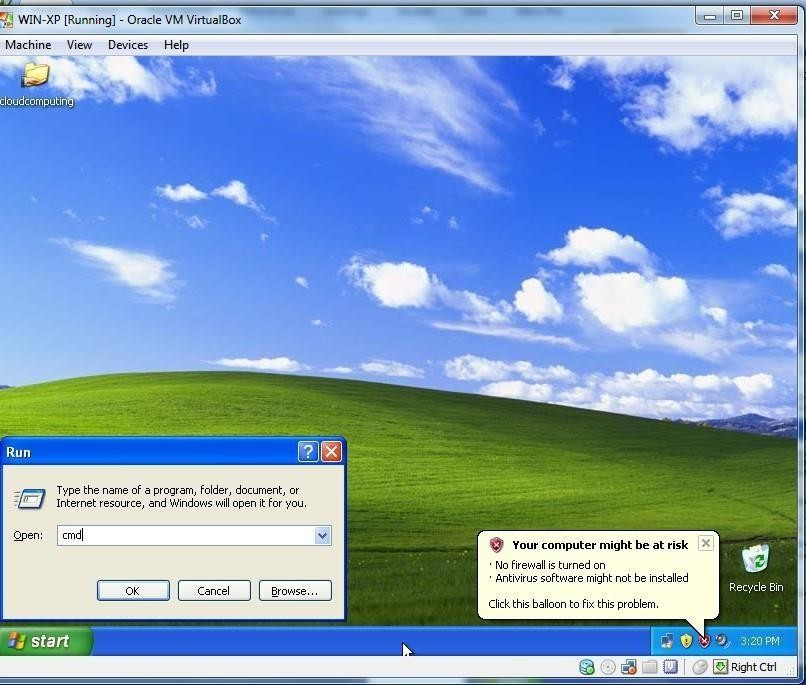 WIN-XP [Running] - Oracle VM VirtualBox
Machine View Devices Help
cloudcomputing
Run
Type the name of a program, folder, document, or
Internet resource, and Windows will open it for you.
Open: cmd
OK Cancel Browse...
Your computer might be at risk
· No firewall is turned on
· Antivirus software might not be installed
Click this balloon to fix this problem.
Recycle Bin
start
3:20 PM
Right Ctrl